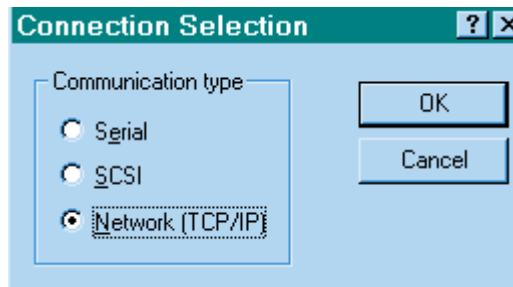 Connection Selection
Communication type
Serial
SCSI
Network (TCP/IP)
OK
Cancel